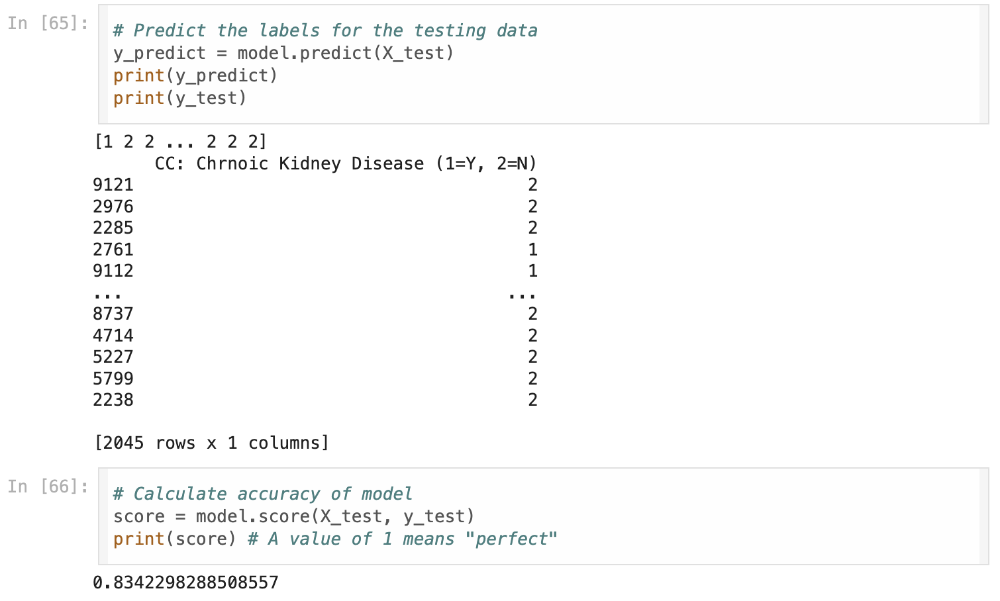 In [65]:
# Predict the labels for the testing data
y_predict = model.predict(X_test)
print(y_predict)
print(y_test)
[1 2 2 ... 2 2 2]
CC: Chrnoic Kidney Disease (1=Y, 2=N)
9121 2
2976 2
2285 2
2761 1
9112 1
... ...
8737 2
4714 2
5227 2
5799 2
2238 2
[2045 rows x 1 columns]
In [66]:
# Calculate accuracy of model
score = model.score(X_test, y_test)
print(score) # A value of 1 means "perfect"
0.8342298288508557